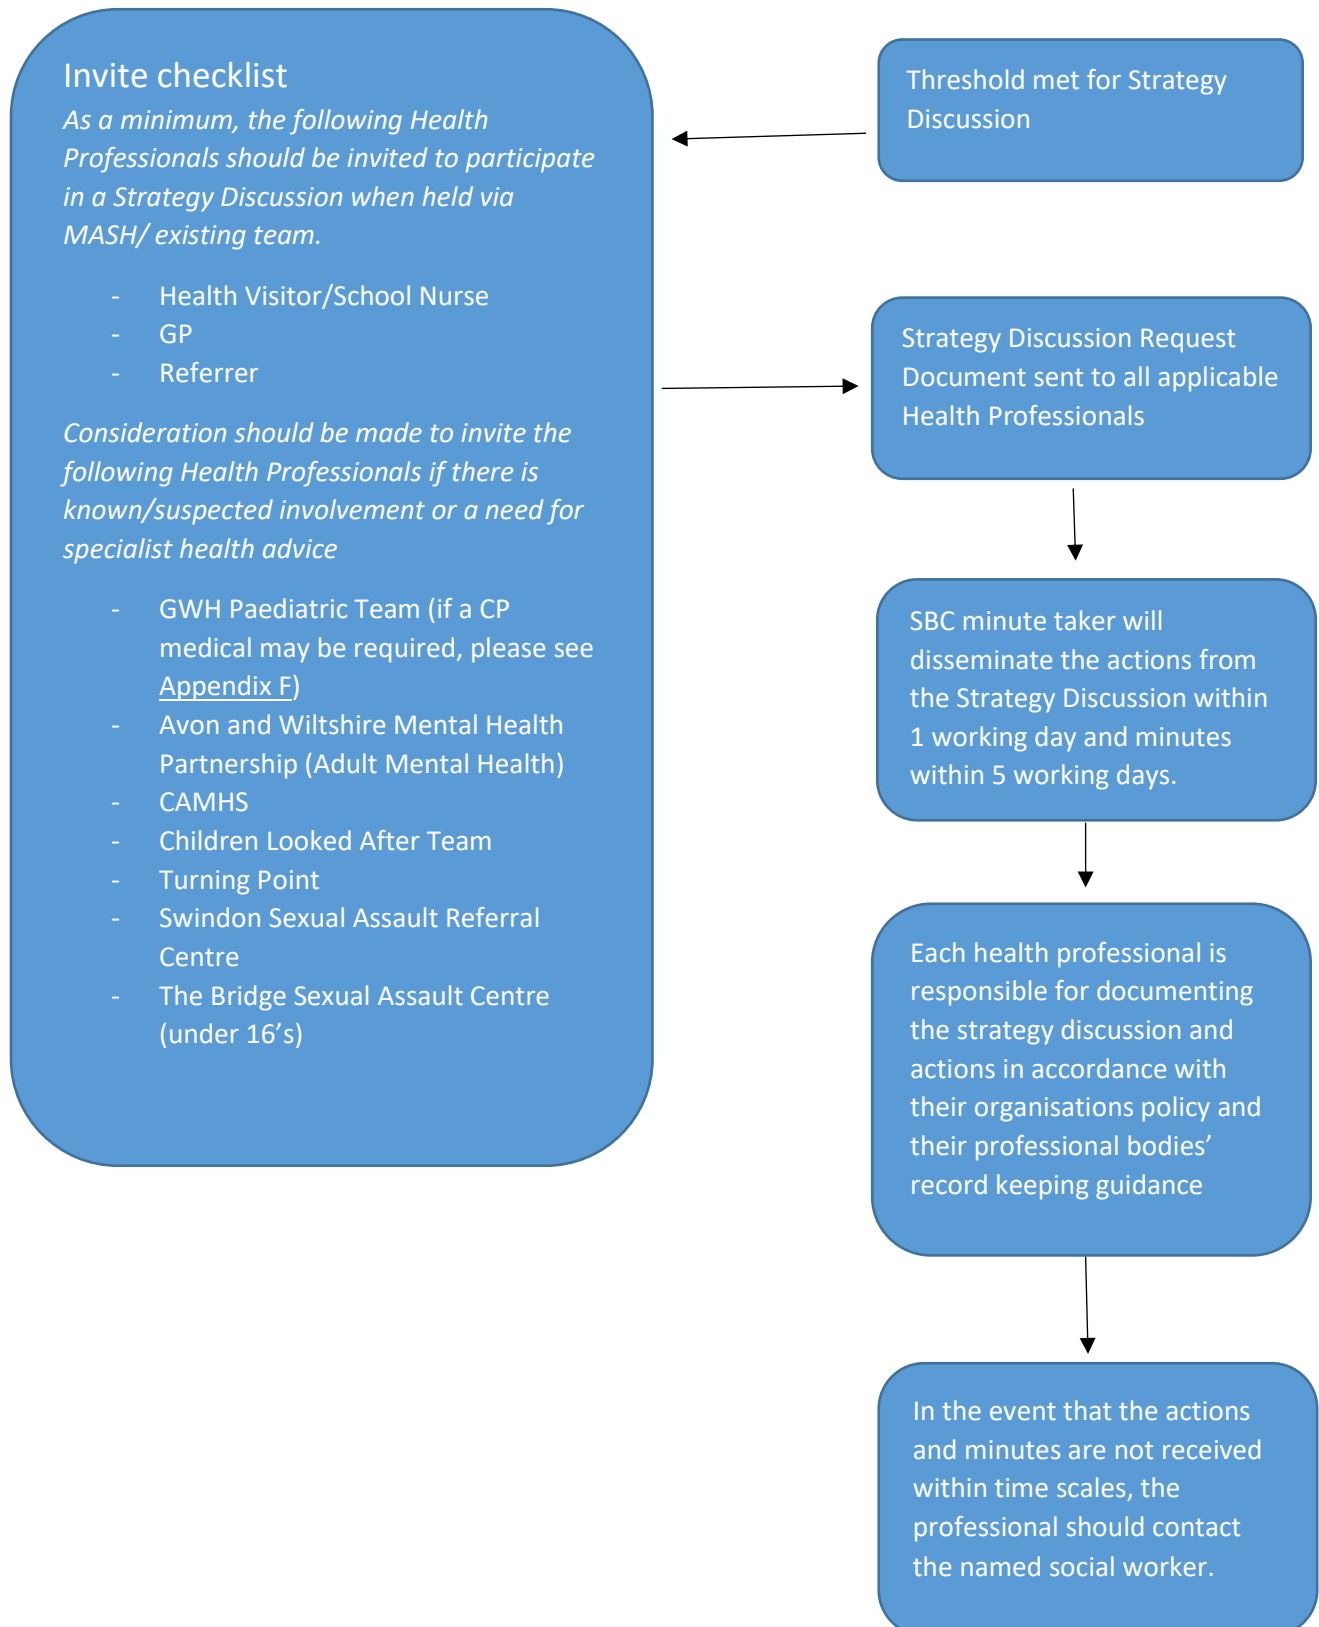 Invite checklist
As a minimum, the following Health
Professionals should be invited to participate
in a Strategy Discussion when held via
MASH/ existing team.
- Health Visitor/School Nurse
- GP
- Referrer
Consideration should be made to invite the
following Health Professionals if there is
known/suspected involvement or a need for
specialist health advice
- GWH Paediatric Team (if a CP
medical may be required, please see
Appendix F)
- Avon and Wiltshire Mental Health
Partnership (Adult Mental Health)
- CAMHS
- Children Looked After Team
- Turning Point
- Swindon Sexual Assault Referral
Centre
- The Bridge Sexual Assault Centre
(under 16’s)
Threshold met for Strategy
Discussion
Strategy Discussion Request
Document sent to all applicable
Health Professionals
SBC minute taker will
disseminate the actions from
the Strategy Discussion within
1 working day and minutes
within 5 working days.
Each health professional is
responsible for documenting
the strategy discussion and
actions in accordance with
their organisations policy and
their professional bodies’
record keeping guidance
In the event that the actions
and minutes are not received
within time scales, the
professional should contact
the named social worker.